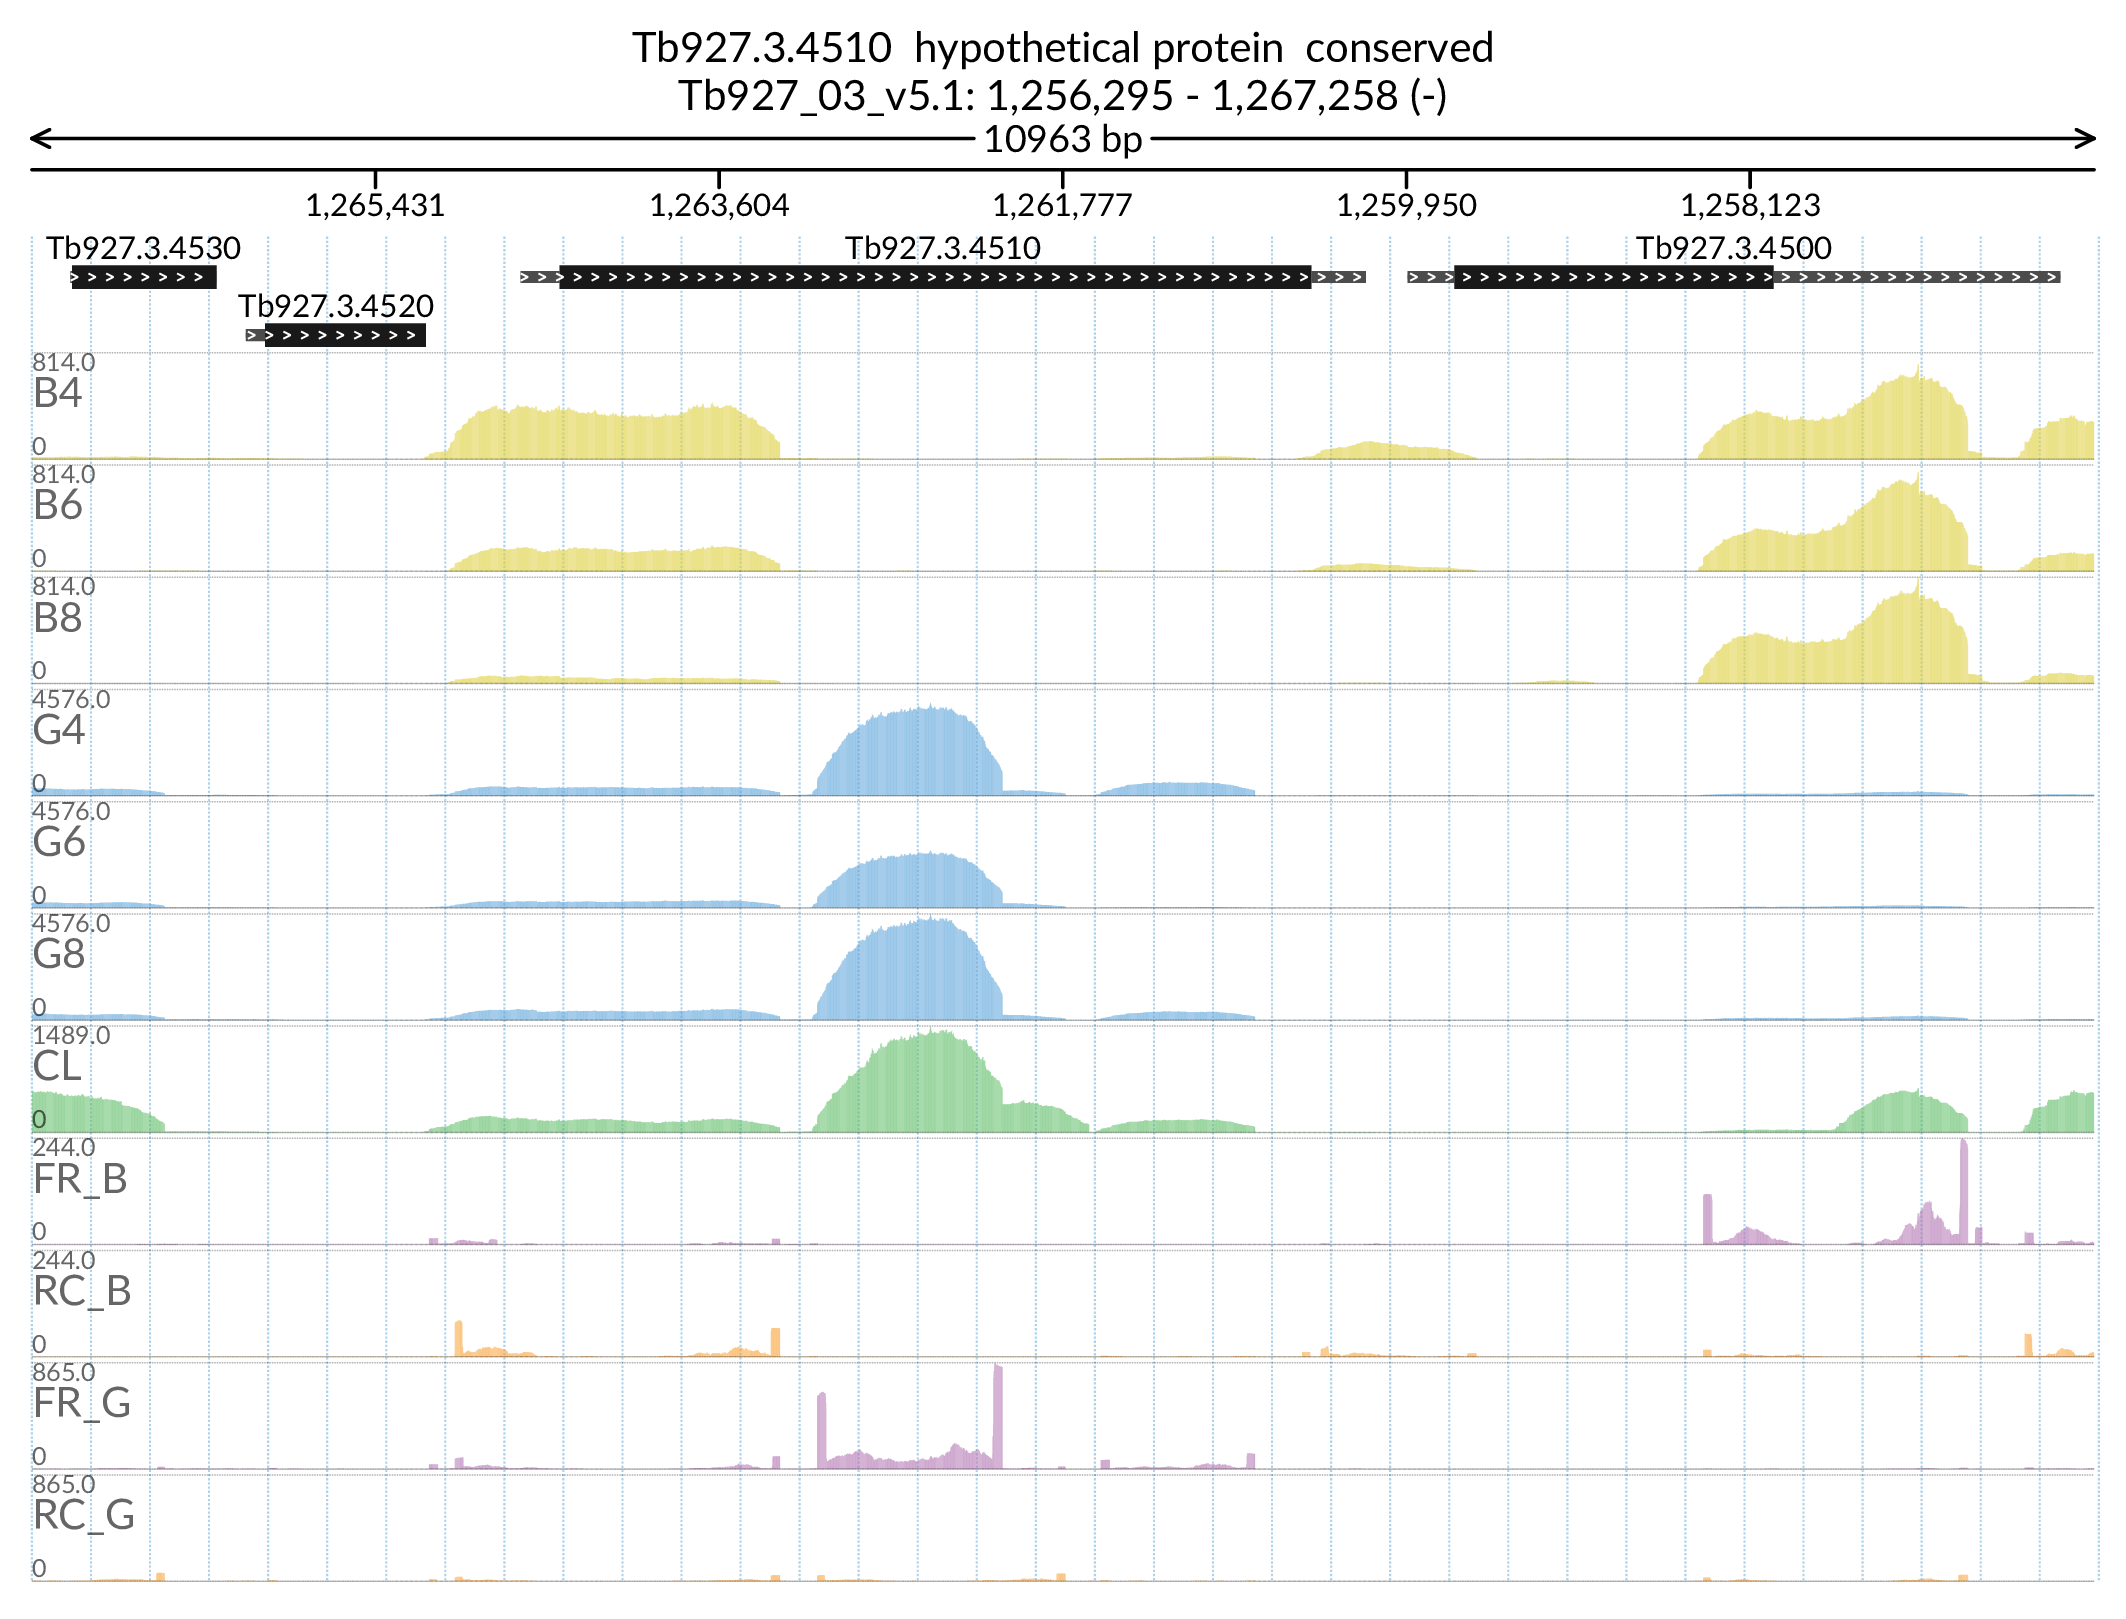 Tb927.3.4510 hypothetical protein conserved
Tb927_03_v5.1: 1,256,295 - 1,267,258 (-)
10963 bp
1,265,431 1,263,604 1,261,777 1,259,950 1,258,123
Tb927.3.4530 Tb927.3.4510 Tb927.3.4500
Tb927.3.4520
814.0
B4
0
814.0
B6
0
814.0
B8
0
4576.0
G4
0
4576.0
G6
0
4576.0
G8
0
1489.0
CL
0
244.0
FR_B
0
244.0
RC_B
0
865.0
FR_G
0
865.0
RC_G
0